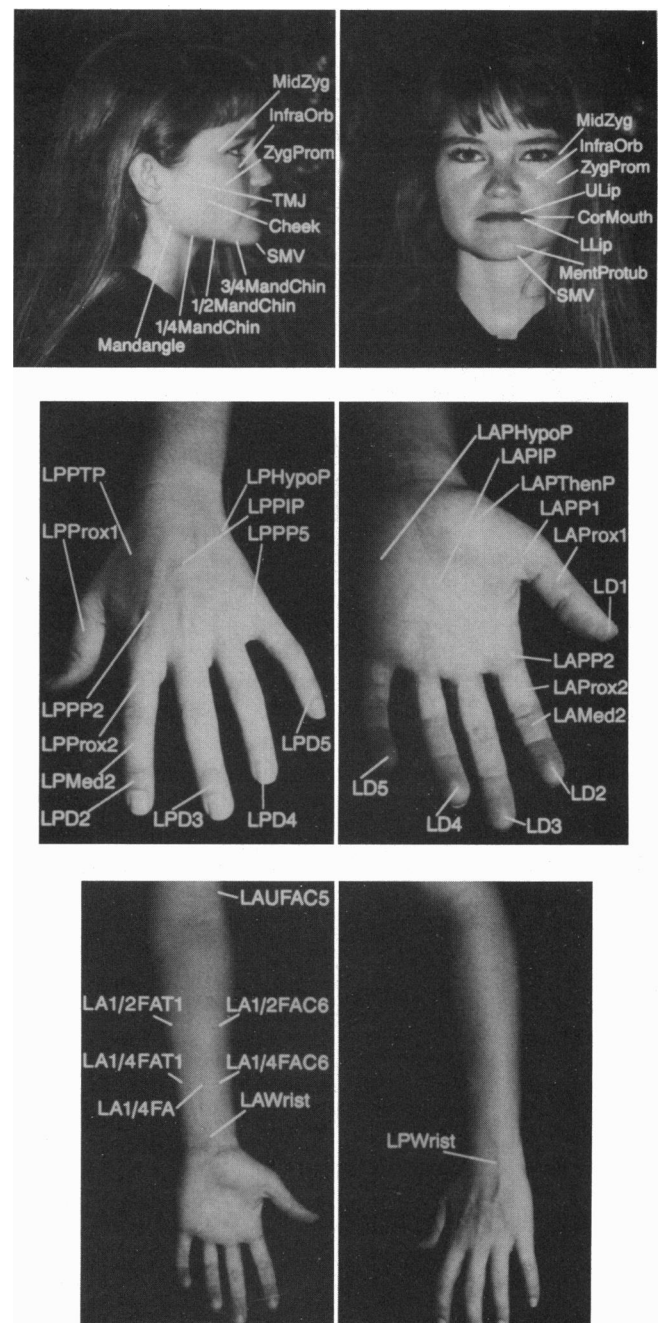 MidZyg
InfraOrb
ZygProm
TMJ
Cheek
SMV
3/4MandChin
1/2MandChin
1/4MandChin
Mandangle
MidZyg
InfraOrb
ZygProm
ULip
CorMouth
LLip
MentProtub
SMV
LPPTP
LPHypoP
LPPIP
LPProx1
LPPP5
LPPP2
LPProx2
LPD5
LPMed2
LPD2
LPD3
LPD4
LAPHypoP
LAPIP
LAPThenP
LAPP1
LAProx1
LD1
LAPP2
LAProx2
LAMed2
LD5
LD2
LD4
LD3
LAUFAC5
LA1/2FAT1
LA1/2FAC6
LA1/4FAT1
LA1/4FAC6
LA1/4FA
LAWrist
LPWrist